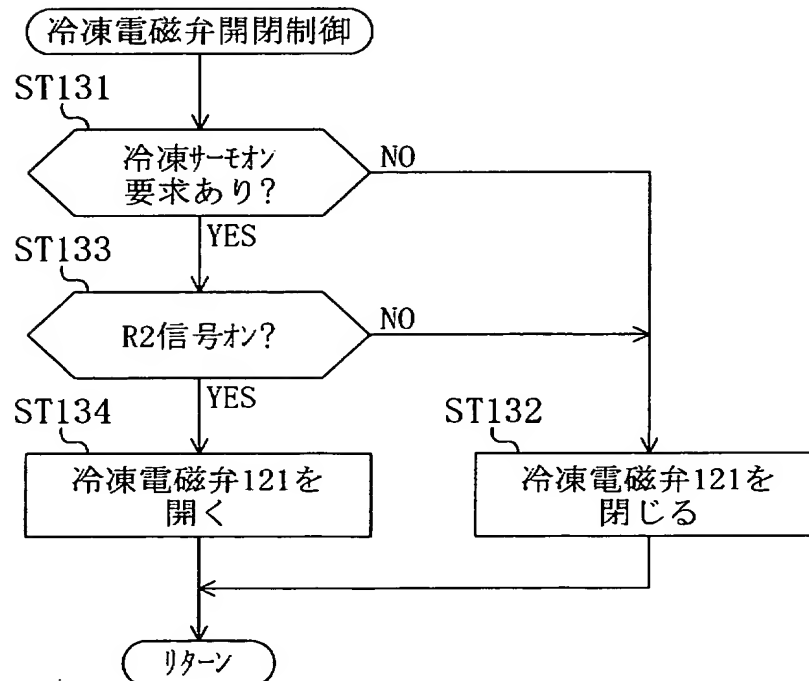 冷凍電磁弁開閉制御
ST131
冷凍サーモオン
要求あり?
NO
YES
ST133
R2信号オン?
NO
YES
ST134
冷凍電磁弁121を
開く
ST132
冷凍電磁弁121を
閉じる
リターン